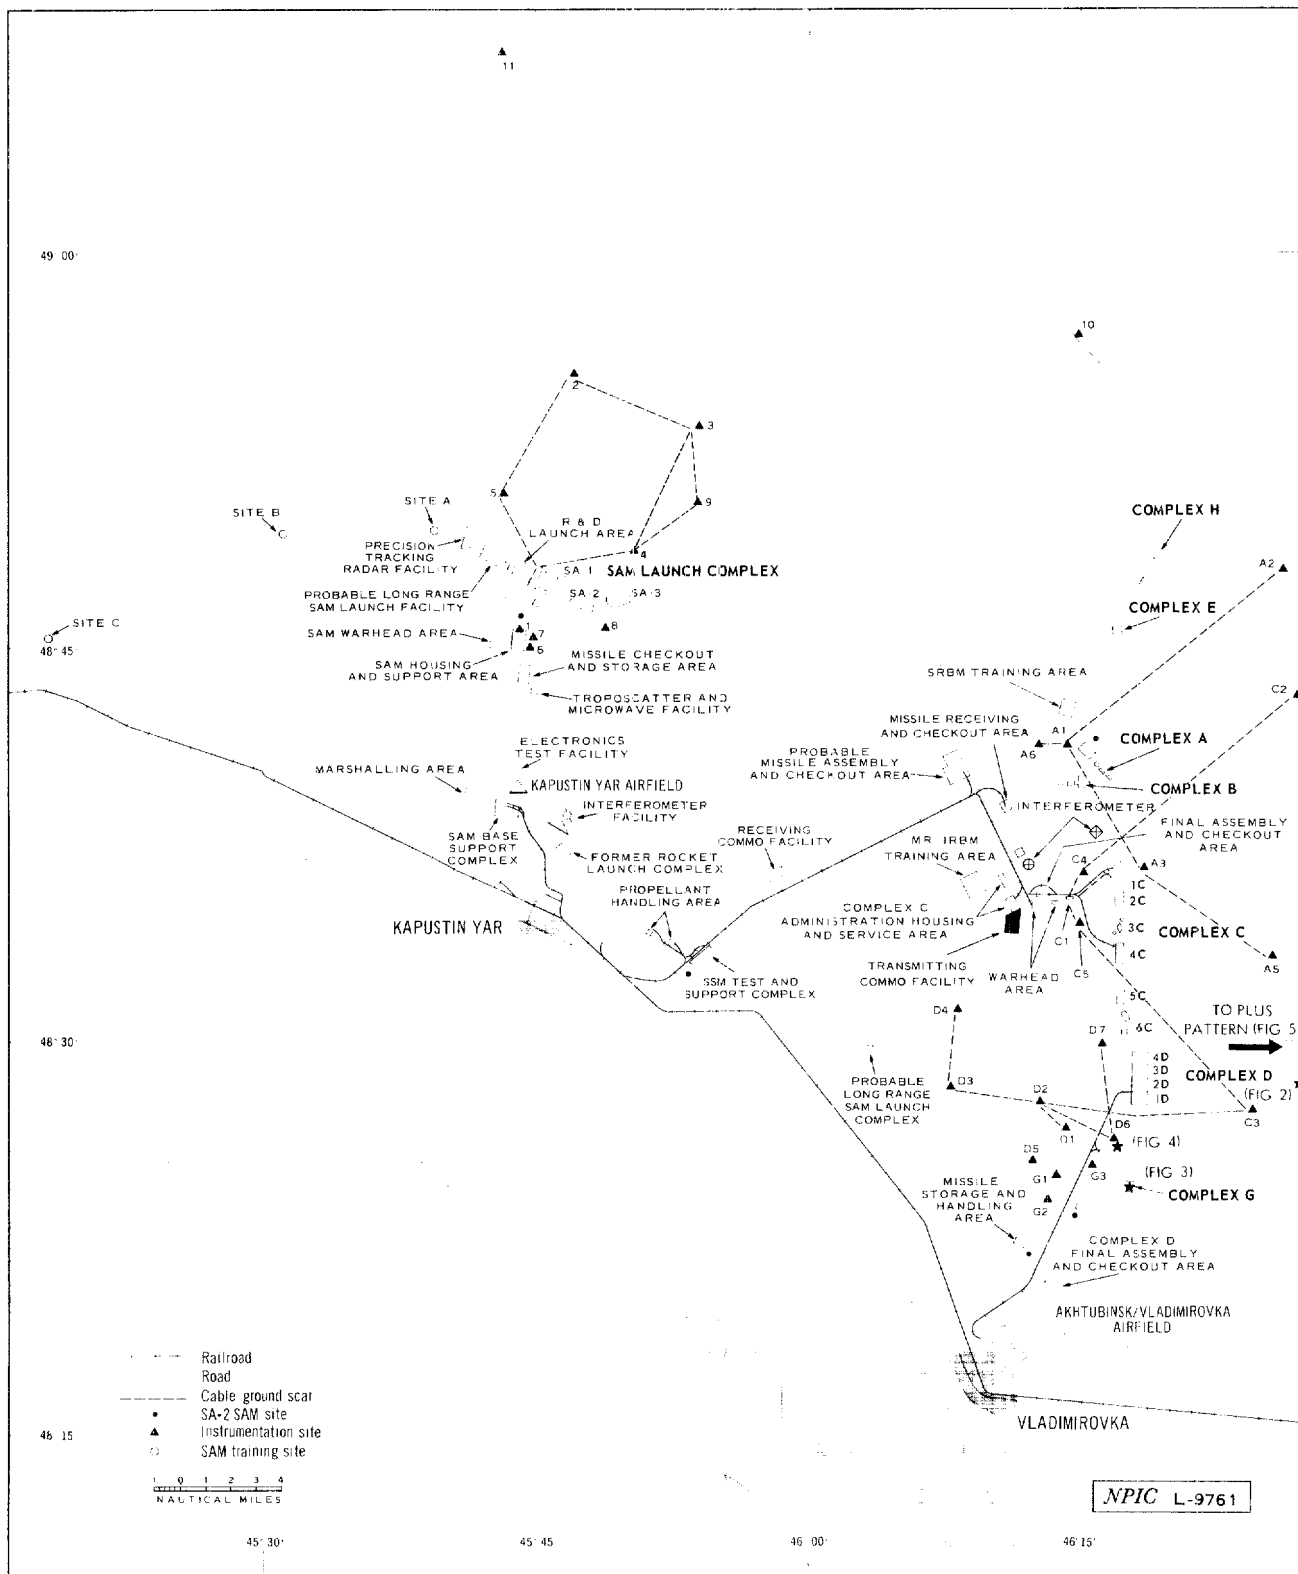 11
49° 00'
10
2
3
5
9
SITE A
SITE B
R & D
LAUNCH AREA
COMPLEX H
PRECISION
TRACKING
RADAR FACILITY
4
SA-1
SAM LAUNCH COMPLEX
A2
PROBABLE LONG RANGE
SAM LAUNCH FACILITY
SA-2
SA-3
COMPLEX E
SITE C
48° 45'
SAM WARHEAD AREA
1
7
8
6
SAM HOUSING
AND SUPPORT AREA
MISSILE CHECKOUT
AND STORAGE AREA
SRBM TRAINING AREA
C2
TROPOSCATTER AND
MICROWAVE FACILITY
MISSILE RECEIVING
AND CHECKOUT AREA
A1
A6
COMPLEX A
ELECTRONICS
TEST FACILITY
PROBABLE
MISSILE ASSEMBLY
AND CHECKOUT AREA
MARSHALLING AREA
KAPUSTIN YAR AIRFIELD
COMPLEX B
INTERFEROMETER
FACILITY
INTERFEROMETER
FINAL ASSEMBLY
AND CHECKOUT
AREA
SAM BASE
SUPPORT
COMPLEX
RECEIVING
COMMO FACILITY
FORMER ROCKET
LAUNCH COMPLEX
MR IRBM
TRAINING AREA
C4
A3
PROPELLANT
HANDLING AREA
1C
2C
COMPLEX C
ADMINISTRATION HOUSING
AND SERVICE AREA
KAPUSTIN YAR
3C
COMPLEX C
C1
4C
TRANSMITTING
COMMO FACILITY
WARHEAD
AREA
C5
A5
SSM TEST AND
SUPPORT COMPLEX
5C
D4
TO PLUS
PATTERN (FIG 5
6C
48° 30'
D7
4D
3D
2D
1D
COMPLEX D
(FIG 2)
PROBABLE
LONG RANGE
SAM LAUNCH
COMPLEX
D3
D2
C3
D1
D6
(FIG 4)
D5
G1
G3
(FIG 3)
COMPLEX G
G2
MISSILE
STORAGE AND
HANDLING
AREA
COMPLEX D
FINAL ASSEMBLY
AND CHECKOUT AREA
AKHTUBINSK/VLADIMIROVKA
AIRFIELD
Railroad
Road
Cable ground scar
SA-2 SAM site
Instrumentation site
SAM training site
VLADIMIROVKA
48° 15'
1 0 1 2 3 4
NAUTICAL MILES
NPIC L-9761
45° 30'
45° 45'
46° 00'
46° 15'